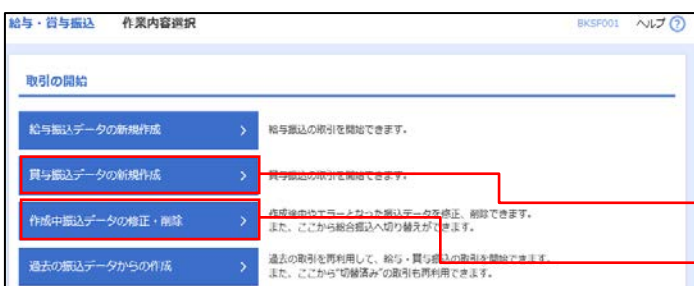 給与・賞与振込 作業内容選択 BKSF001 ヘルプ ?
取引の開始
給与振込データの新規作成 > 給与振込の取引を開始できます。
賞与振込データの新規作成 > 賞与振込の取引を開始できます。
作成中振込データの修正・削除 > 作成途中やエラーとなった振込データを修正、削除できます。
また、ここから総合振込へ切り替えができます。
過去の振込データからの作成 > 過去の取引を再利用して、給与・賞与振込の取引を開始できます。
また、ここから"切替済み"の取引も再利用できます。